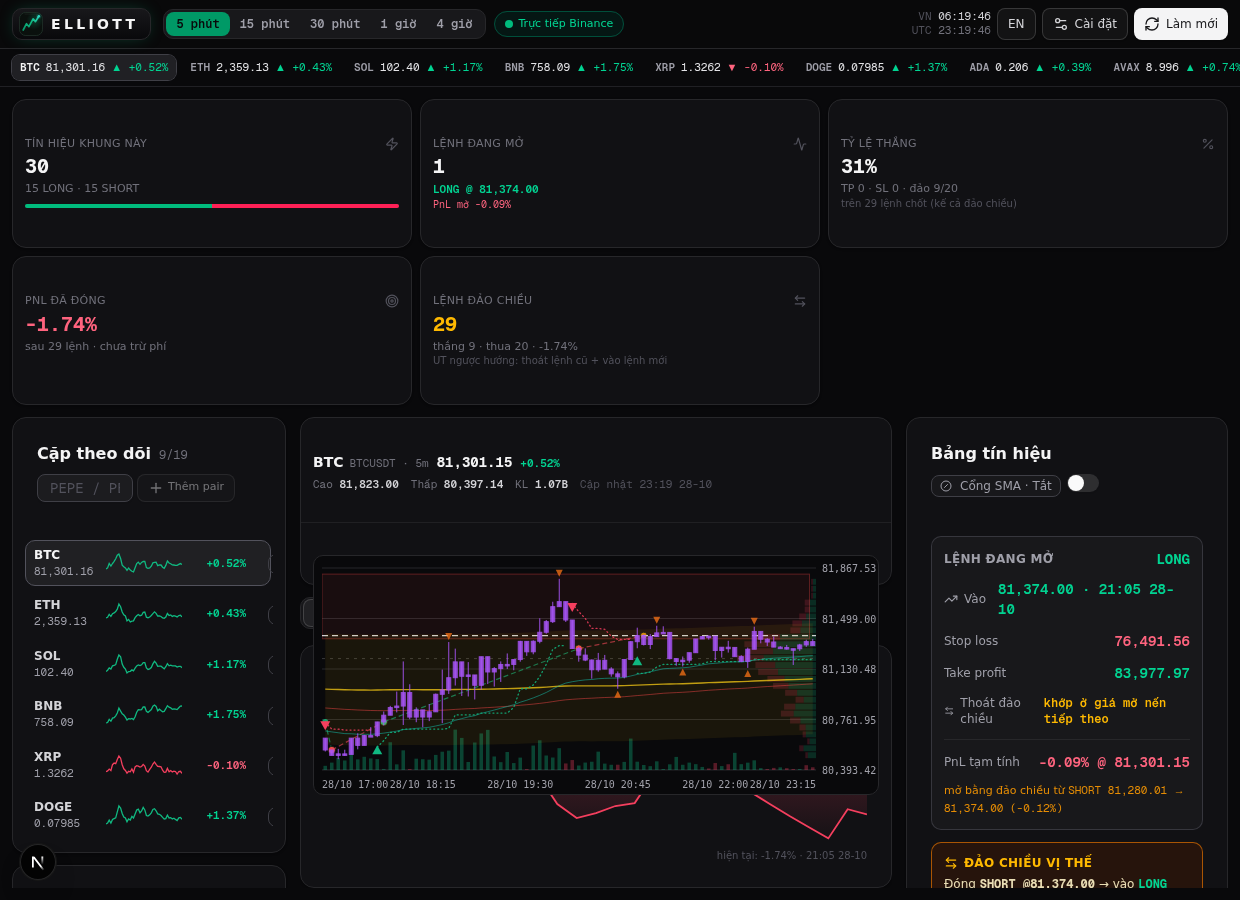 ELLIOTT
5 phút 15 phút 30 phút 1 giờ 4 giờ
Trực tiếp Binance
VN 06:19:46
UTC 23:19:46
EN
Cài đặt
Làm mới
BTC 81,301.16 ▲ +0.52% ETH 2,359.13 ▲ +0.43% SOL 102.40 ▲ +1.17% BNB 758.09 ▲ +1.75% XRP 1.3262 ▼ -0.10% DOGE 0.07985 ▲ +1.37% ADA 0.206 ▲ +0.39% AVAX 8.996 ▲ +0.74%
TÍN HIỆU KHUNG NÀY
30
15 LONG · 15 SHORT
LỆNH ĐANG MỞ
1
LONG @ 81,374.00
PnL mở -0.09%
TỶ LỆ THẮNG
31%
TP 0 · SL 0 · đảo 9/20
trên 29 lệnh chốt (kể cả đảo chiều)
PNL ĐÃ ĐÓNG
-1.74%
sau 29 lệnh · chưa trừ phí
LỆNH ĐẢO CHIỀU
29
thắng 9 · thua 20 · -1.74%
UT ngược hướng: thoát lệnh cũ + vào lệnh mới
Cặp theo dõi 9/19
PEPE / PI
Thêm pair
BTC
81,301.16
+0.52%
ETH
2,359.13
+0.43%
SOL
102.40
+1.17%
BNB
758.09
+1.75%
XRP
1.3262
-0.10%
DOGE
0.07985
+1.37%
N
BTC BTCUSDT · 5m 81,301.15 +0.52%
Cao 81,823.00 Thấp 80,397.14 KL 1.07B Cập nhật 23:19 28-10
81,867.53
81,499.00
81,130.48
80,761.95
80,393.42
28/10 17:00 28/10 18:15 28/10 19:30 28/10 20:45 28/10 22:00 28/10 23:15
hiện tại: -1.74% · 21:05 28-10
Bảng tín hiệu
Cổng SMA · Tắt
LỆNH ĐANG MỞ LONG
Vào 81,374.00 · 21:05 28-
10
Stop loss 76,491.56
Take profit 83,977.97
Thoát đảo khớp ở giá mở nến
chiều tiếp theo
PnL tạm tính -0.09% @ 81,301.15
mở bằng đảo chiều từ SHORT 81,280.01 →
81,374.00 (-0.12%)
ĐẢO CHIỀU VỊ THẾ
Đóng SHORT @81,374.00 → vào LONG